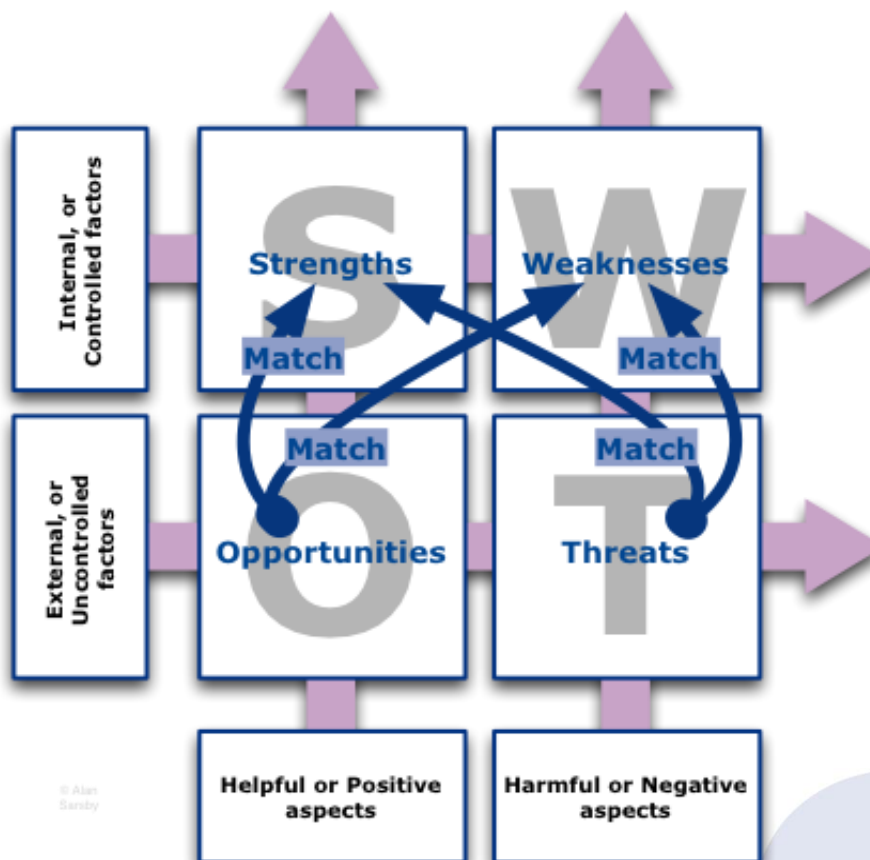 Internal, or
Controlled factors
S
Strengths
W
Weaknesses
Match
Match
Match
Match
External, or
Uncontrolled
factors
O
Opportunities
T
Threats
Helpful or Positive
aspects
Harmful or Negative
aspects
© Alan